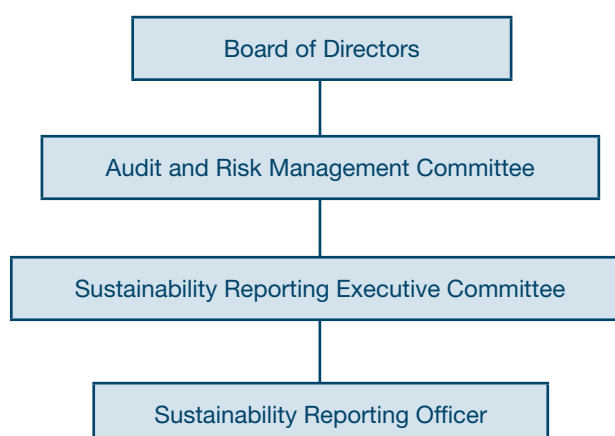 Board of Directors
Audit and Risk Management Committee
Sustainability Reporting Executive Committee
Sustainability Reporting Officer